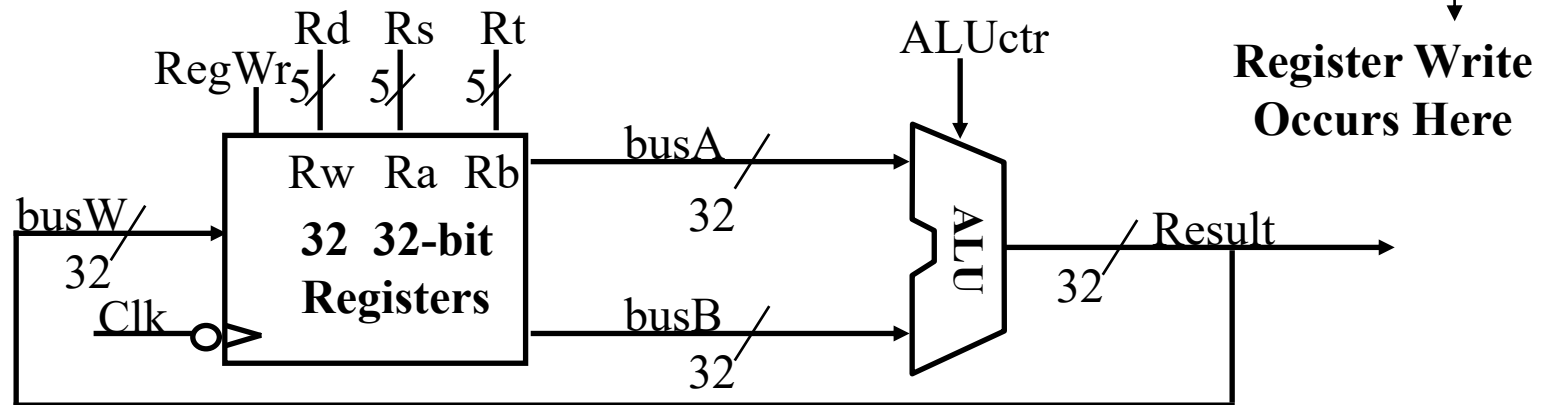 Rd Rs Rt
RegWr 5 5 5
ALUctr
Register Write
Occurs Here
Rw Ra Rb
32 32-bit
Registers
busW
32
Clk
busA
32
busB
32
ALU
Result
32